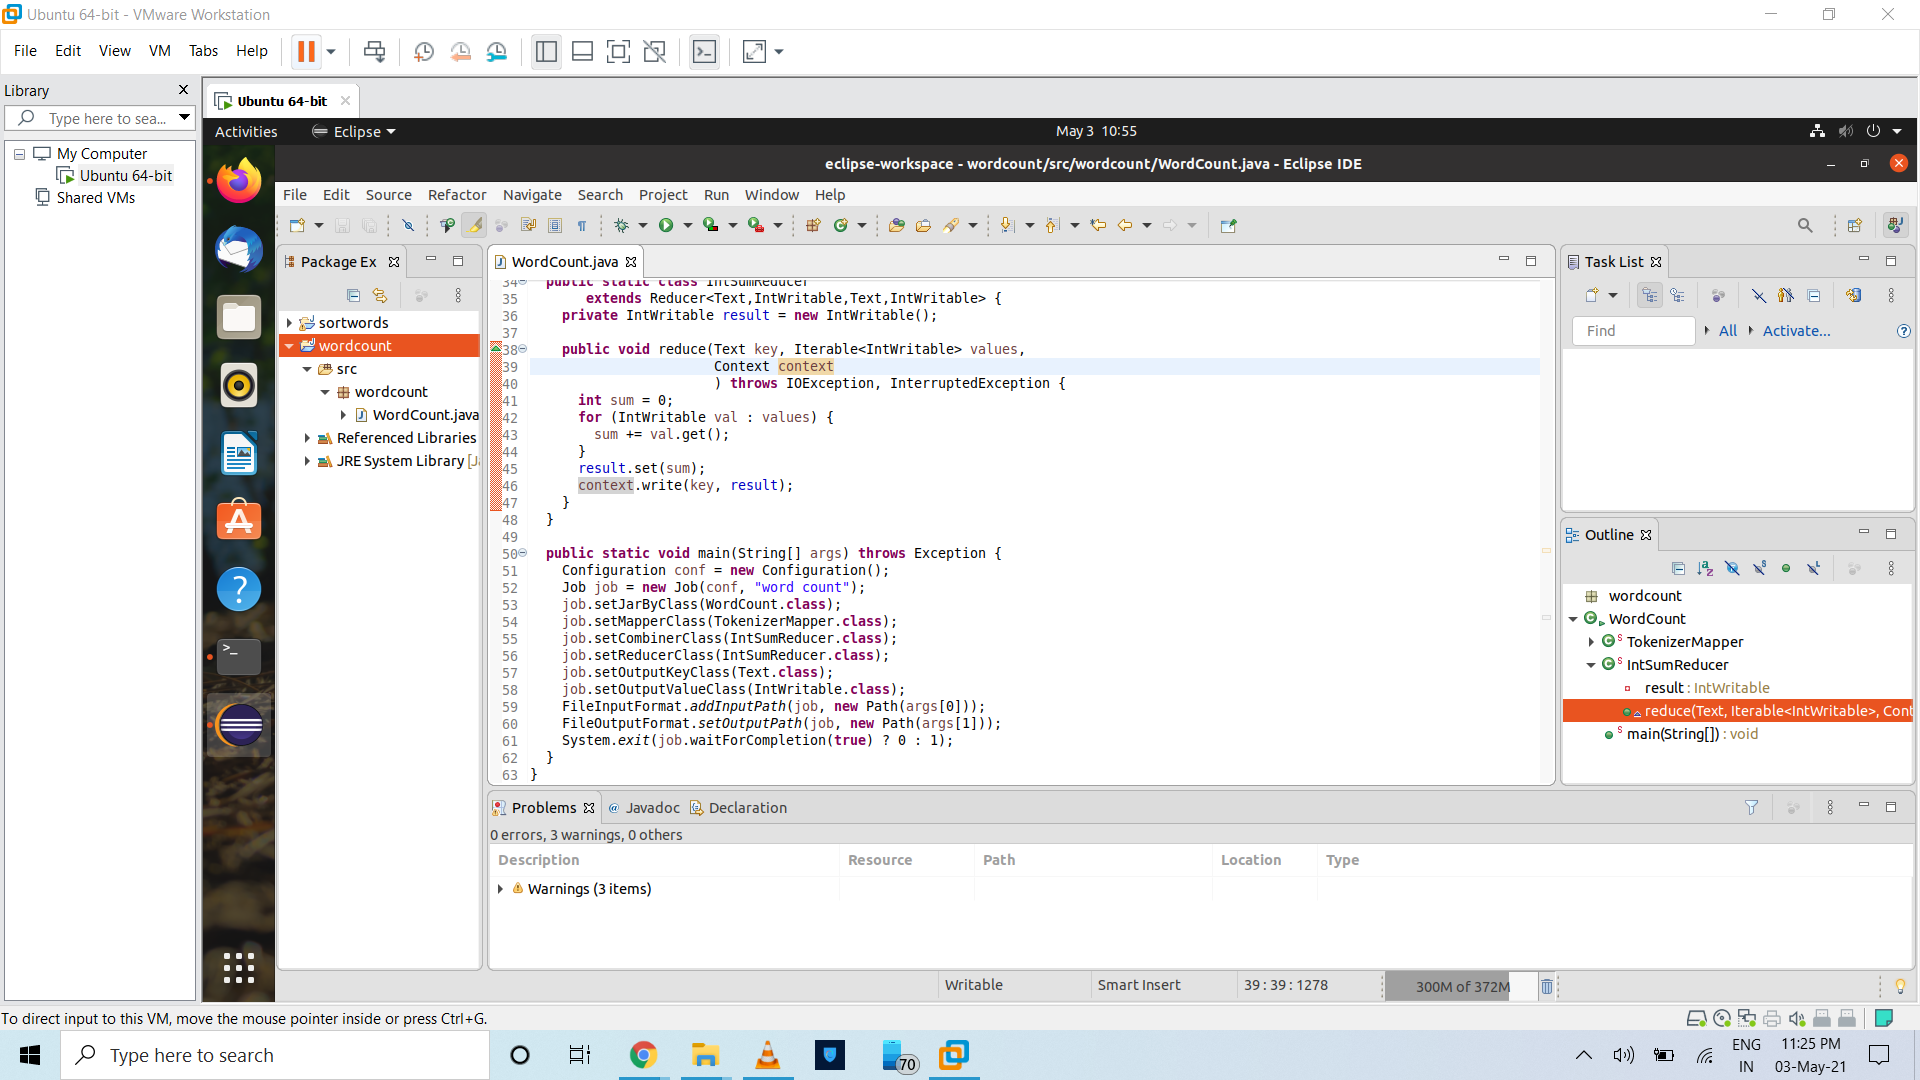 Ubuntu 64-bit - VMware Workstation
File Edit View VM Tabs Help
Library
Type here to sea...
My Computer
Ubuntu 64-bit
Shared VMs
Ubuntu 64-bit
Activities Eclipse May 3 10:55
eclipse-workspace - wordcount/src/wordcount/WordCount.java - Eclipse IDE
File Edit Source Refactor Navigate Search Project Run Window Help
Package Ex
sortwords
wordcount
src
wordcount
WordCount.java
Referenced Libraries
JRE System Library [Ja
WordCount.java
34 public static class IntSumReducer
35 extends Reducer<Text,IntWritable,Text,IntWritable> {
36 private IntWritable result = new IntWritable();
37
38 public void reduce(Text key, Iterable<IntWritable> values,
39 Context context
40 ) throws IOException, InterruptedException {
41 int sum = 0;
42 for (IntWritable val : values) {
43 sum += val.get();
44 }
45 result.set(sum);
46 context.write(key, result);
47 }
48 }
49
50 public static void main(String[] args) throws Exception {
51 Configuration conf = new Configuration();
52 Job job = new Job(conf, "word count");
53 job.setJarByClass(WordCount.class);
54 job.setMapperClass(TokenizerMapper.class);
55 job.setCombinerClass(IntSumReducer.class);
56 job.setReducerClass(IntSumReducer.class);
57 job.setOutputKeyClass(Text.class);
58 job.setOutputValueClass(IntWritable.class);
59 FileInputFormat.addInputPath(job, new Path(args[0]));
60 FileOutputFormat.setOutputPath(job, new Path(args[1]));
61 System.exit(job.waitForCompletion(true) ? 0 : 1);
62 }
63 }
Task List
Find All Activate...
Outline
wordcount
WordCount
TokenizerMapper
IntSumReducer
result : IntWritable
reduce(Text, Iterable<IntWritable>, Cont
main(String[]) : void
Problems Javadoc Declaration
0 errors, 3 warnings, 0 others
Description Resource Path Location Type
Warnings (3 items)
Writable Smart Insert 39 : 39 : 1278 300M of 372M
To direct input to this VM, move the mouse pointer inside or press Ctrl+G.
Type here to search
70
ENG
IN
11:25 PM
03-May-21